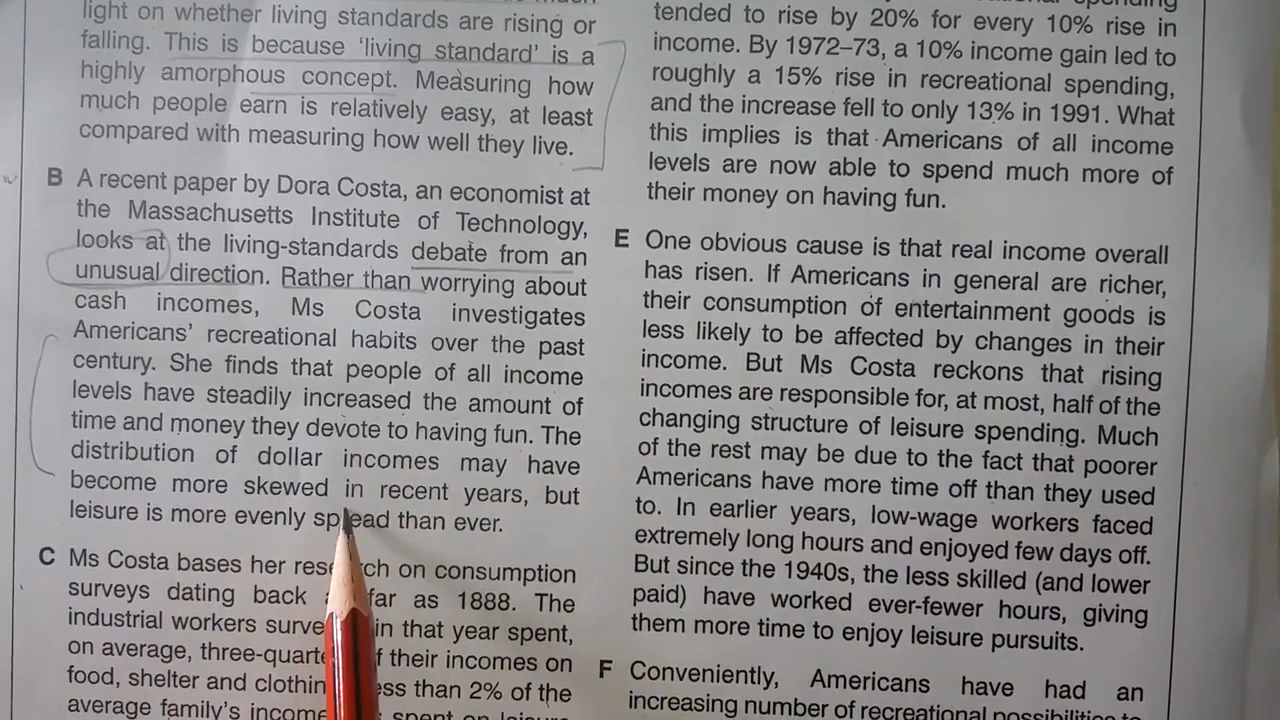 light on whether living standards are rising or
falling. This is because ‘living standard’ is a
highly amorphous concept. Measuring how
much people earn is relatively easy, at least
compared with measuring how well they live.
B A recent paper by Dora Costa, an economist at
the Massachusetts Institute of Technology,
looks at the living-standards debate from an
unusual direction. Rather than worrying about
cash incomes, Ms Costa investigates
Americans’ recreational habits over the past
century. She finds that people of all income
levels have steadily increased the amount of
time and money they devote to having fun. The
distribution of dollar incomes may have
become more skewed in recent years, but
leisure is more evenly spread than ever.
C Ms Costa bases her research on consumption
surveys dating back far as 1888. The
industrial workers in that year spent,
on average, of their incomes on
food, shelter and less than 2% of the
average family’s income spent on
tended to rise by 20% for every 10% rise in
income. By 1972–73, a 10% income gain led to
roughly a 15% rise in recreational spending,
and the increase fell to only 13% in 1991. What
this implies is that Americans of all income
levels are now able to spend much more of
their money on having fun.
E One obvious cause is that real income overall
has risen. If Americans in general are richer,
their consumption of entertainment goods is
less likely to be affected by changes in their
income. But Ms Costa reckons that rising
incomes are responsible for, at most, half of the
changing structure of leisure spending. Much
of the rest may be due to the fact that poorer
Americans have more time off than they used
to. In earlier years, low-wage workers faced
extremely long hours and enjoyed few days off.
But since the 1940s, the less skilled (and lower
paid) have worked ever-fewer hours, giving
them more time to enjoy leisure pursuits.
F Conveniently, Americans have had an
increasing number of recreational possibilities to